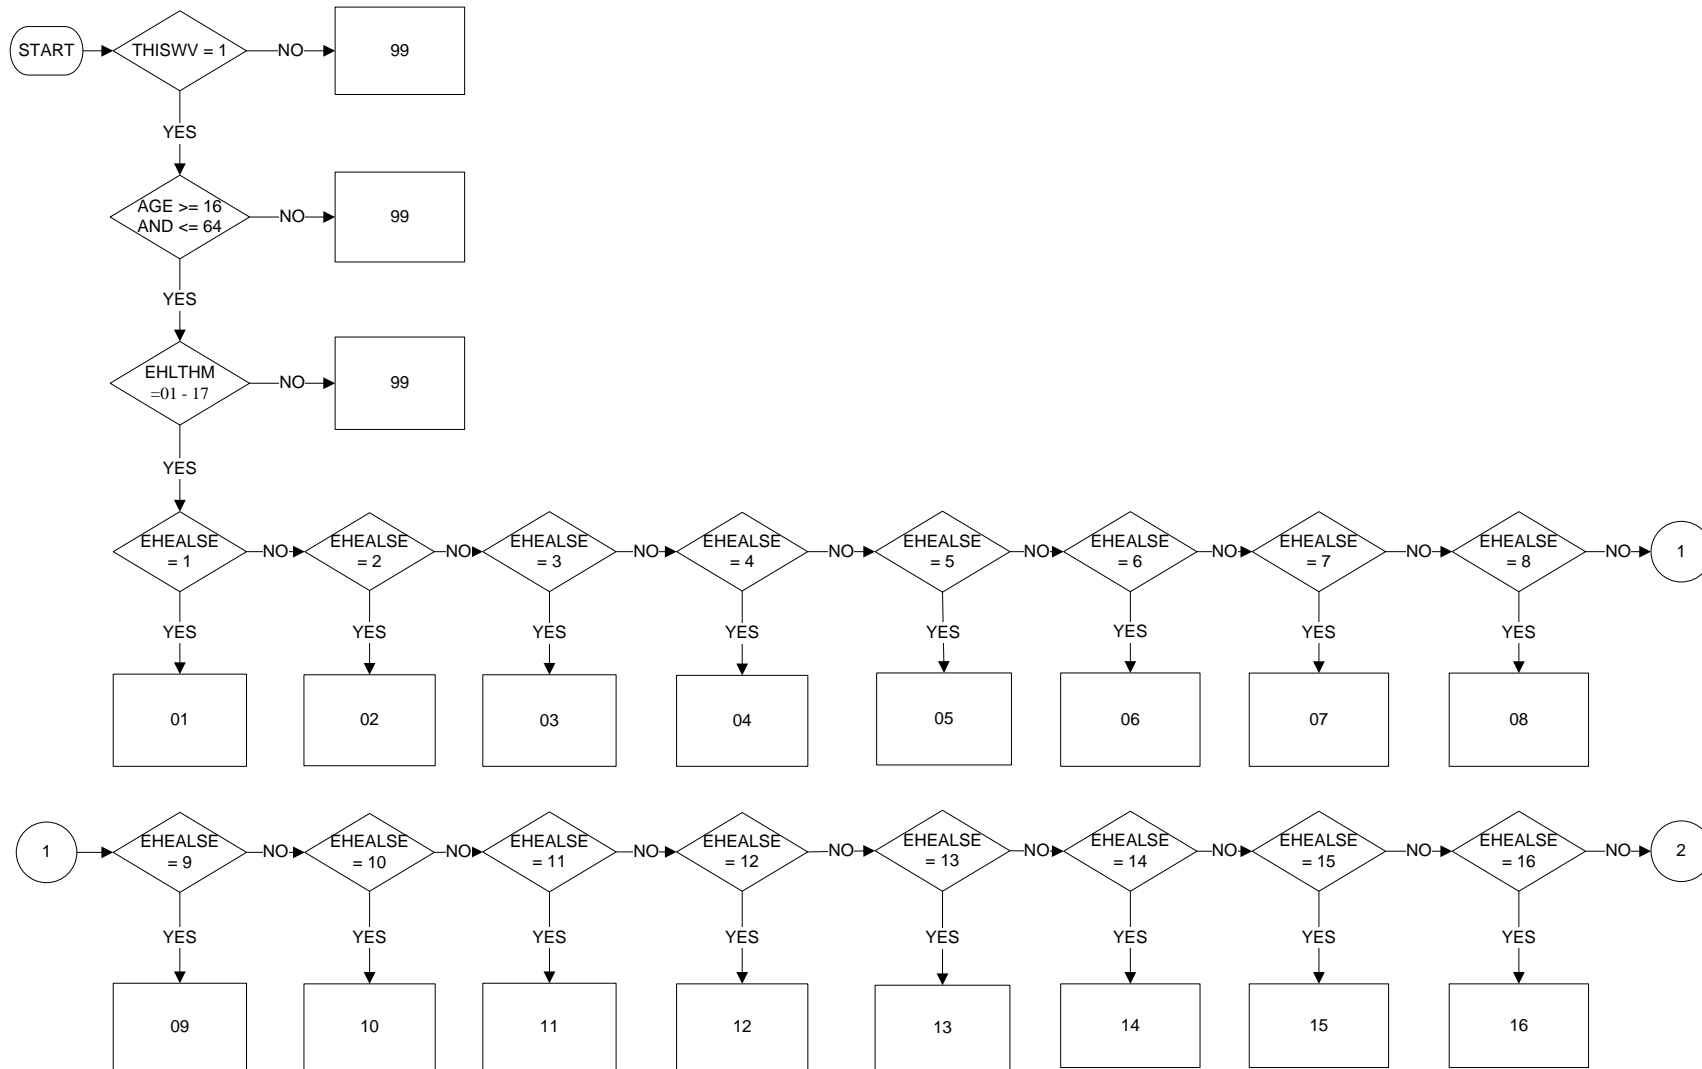 START
THISWV = 1
NO
99
YES
AGE >= 16
AND <= 64
NO
99
YES
EHLTHM
=01 - 17
NO
99
YES
EHEALSE
= 1
NO
EHEALSE
= 2
NO
EHEALSE
= 3
NO
EHEALSE
= 4
NO
EHEALSE
= 5
NO
EHEALSE
= 6
NO
EHEALSE
= 7
NO
EHEALSE
= 8
NO
1
YES
YES
YES
YES
YES
YES
YES
YES
01
02
03
04
05
06
07
08
1
EHEALSE
= 9
NO
EHEALSE
= 10
NO
EHEALSE
= 11
NO
EHEALSE
= 12
NO
EHEALSE
= 13
NO
EHEALSE
= 14
NO
EHEALSE
= 15
NO
EHEALSE
= 16
NO
2
YES
YES
YES
YES
YES
YES
YES
YES
09
10
11
12
13
14
15
16